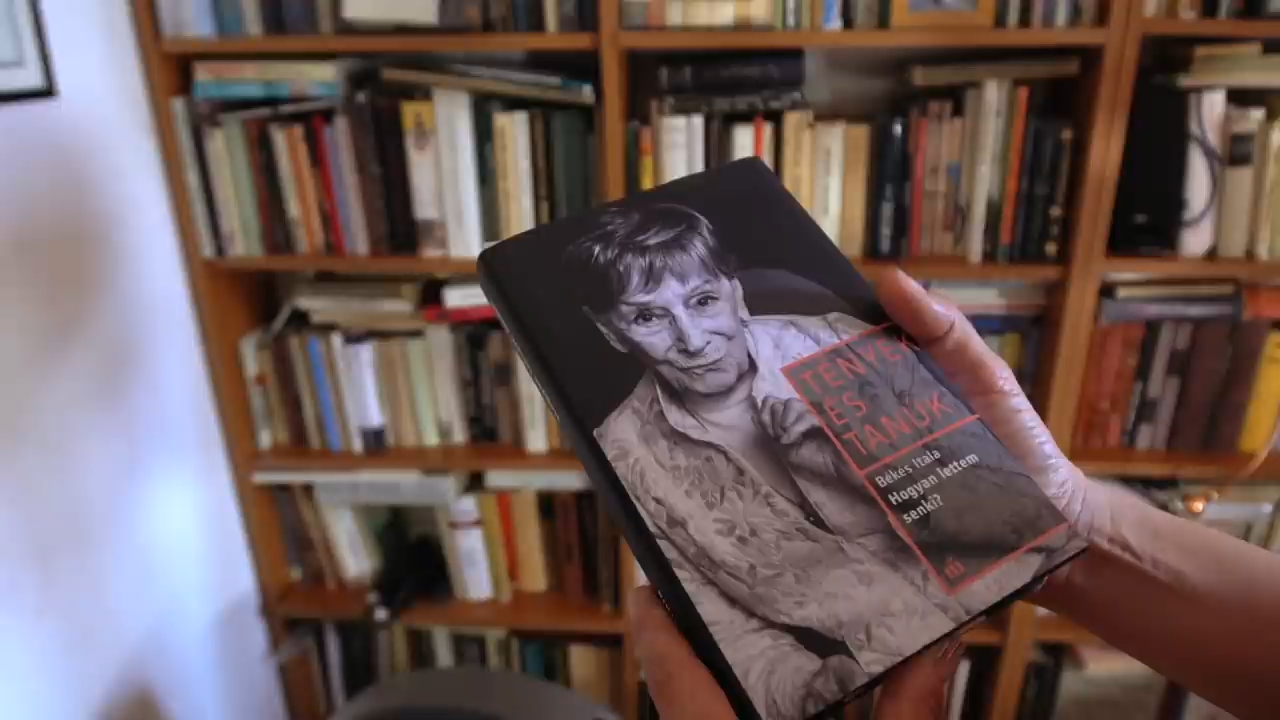 TÉNYEK
ÉS
TANÚK
Békés Itala
Hogyan lettem
senki?
m